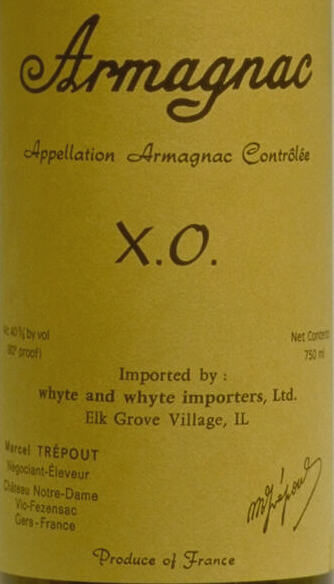 Armagnac
Appellation Armagnac Contrôlée
X.O.
Alc 40% by vol
(80° proof)
Net Contents
750 ml
Imported by :
whyte and whyte importers, Ltd.
Elk Grove Village, IL
Marcel TRÉPOUT
Négociant-Éleveur
Château Notre-Dame
Vic-Fezensac
Gers - France
MTrépout
Produce of France